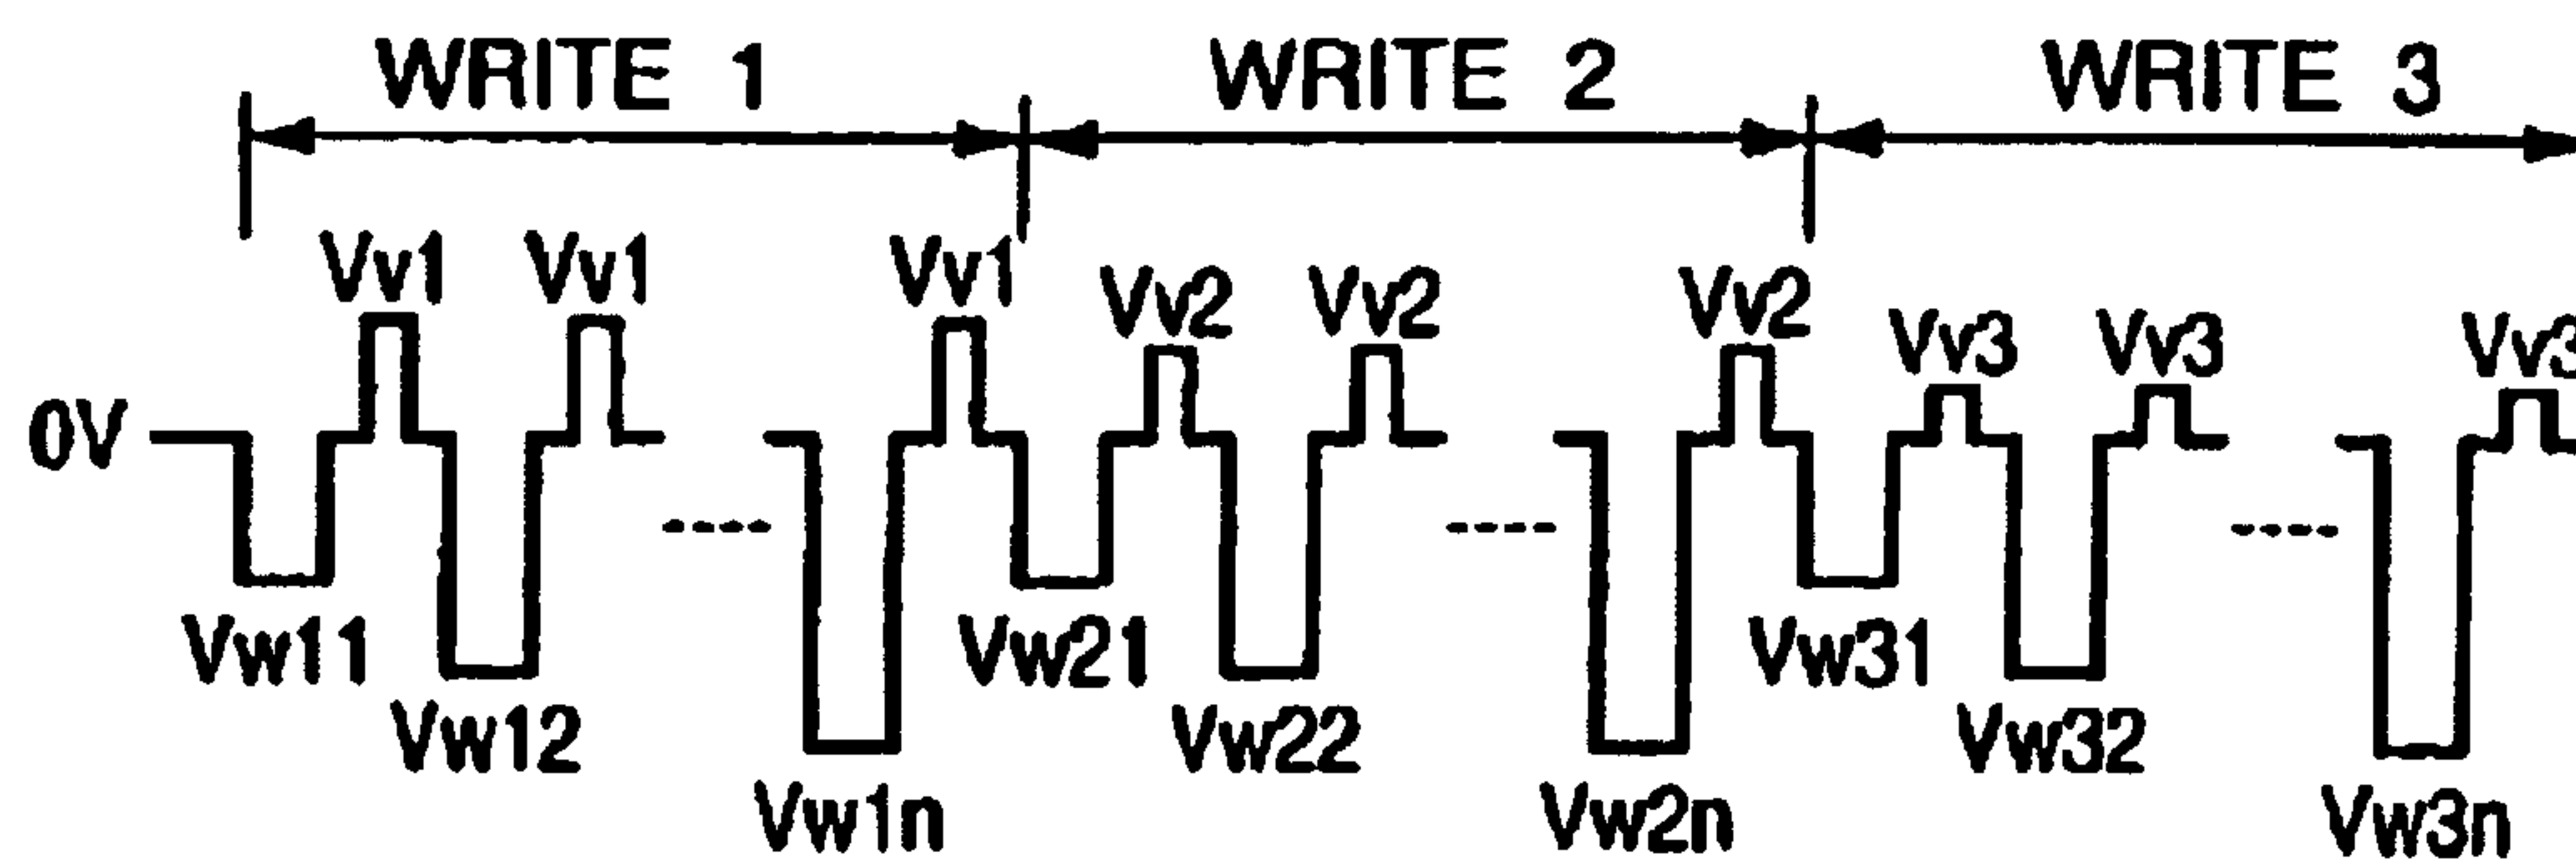 WRITE 1 WRITE 2 WRITE 3
Vv1 Vv1 Vv1 Vv2 Vv2 Vv2 Vv3 Vv3 Vv3
0V
Vw11 Vw21 Vw31
Vw12 Vw22 Vw32
Vw1n Vw2n Vw3n